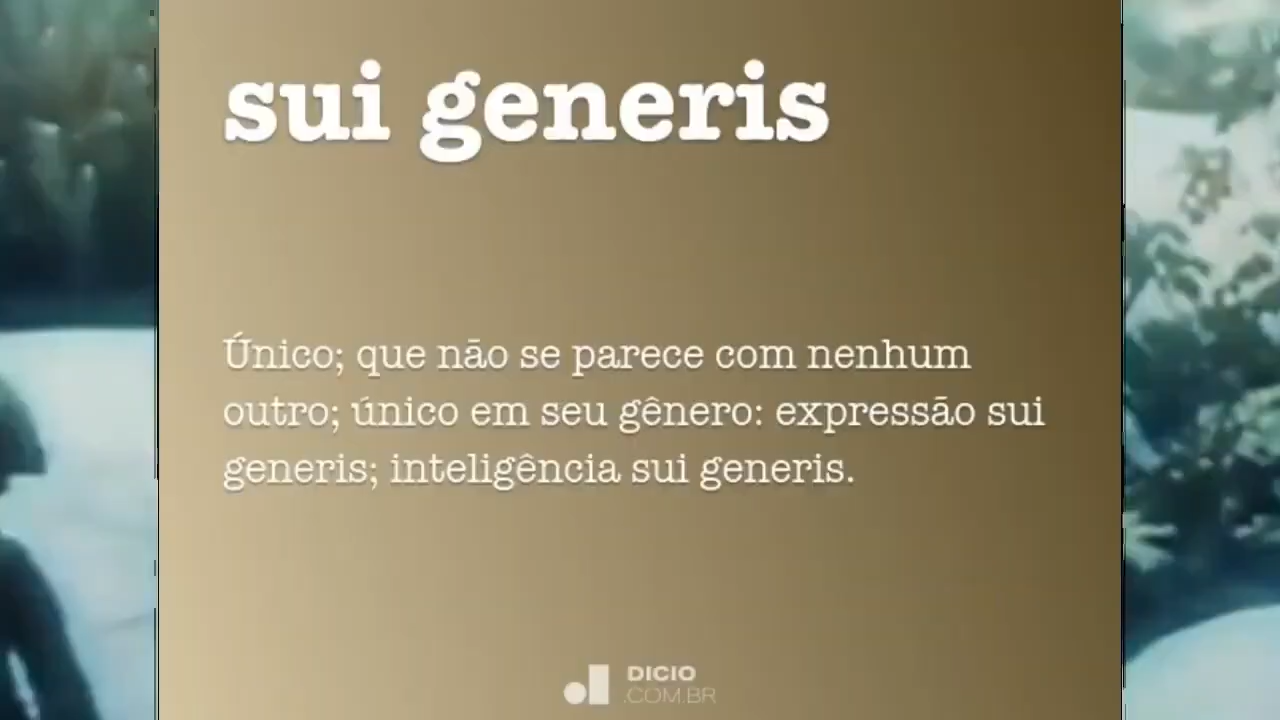 sui generis
Único; que não se parece com nenhum
outro; único em seu gênero: expressão sui
generis; inteligência sui generis.
DICIO
.COM.BR